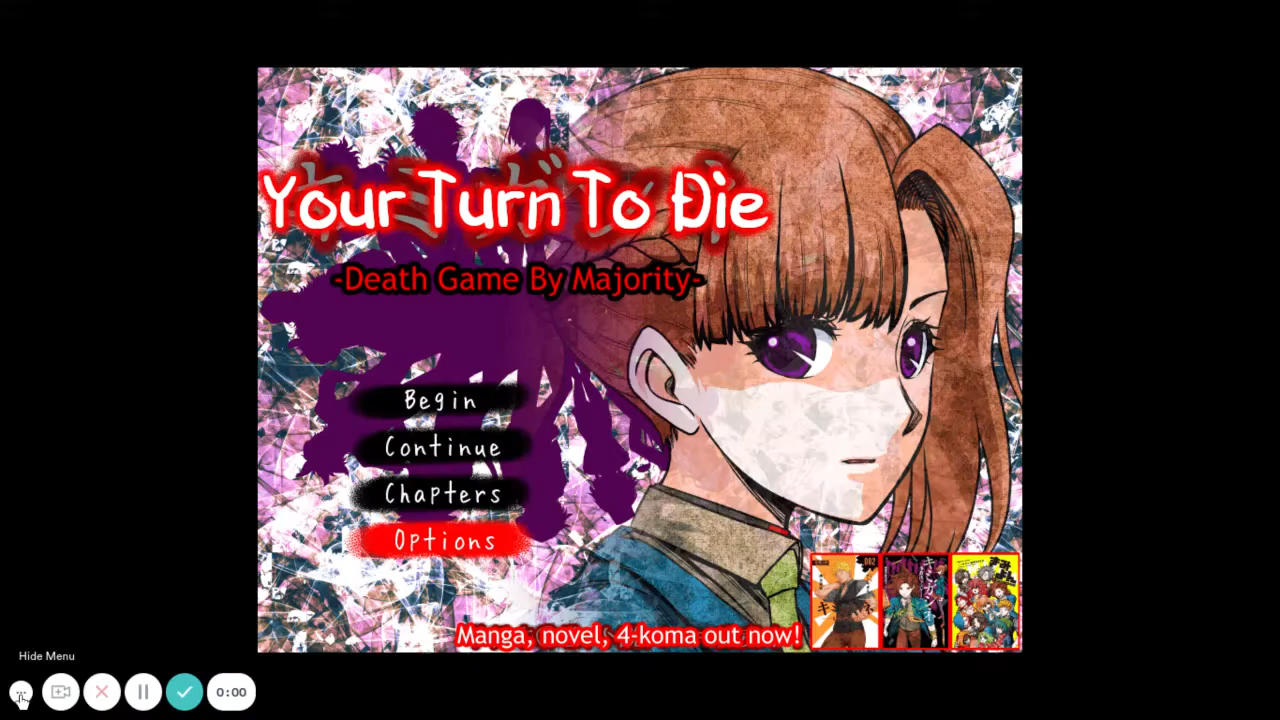 Your Turn To Die
-Death Game By Majority-
Begin
Continue
Chapters
Options
Manga, novel, 4-koma out now!
Hide Menu
0:00